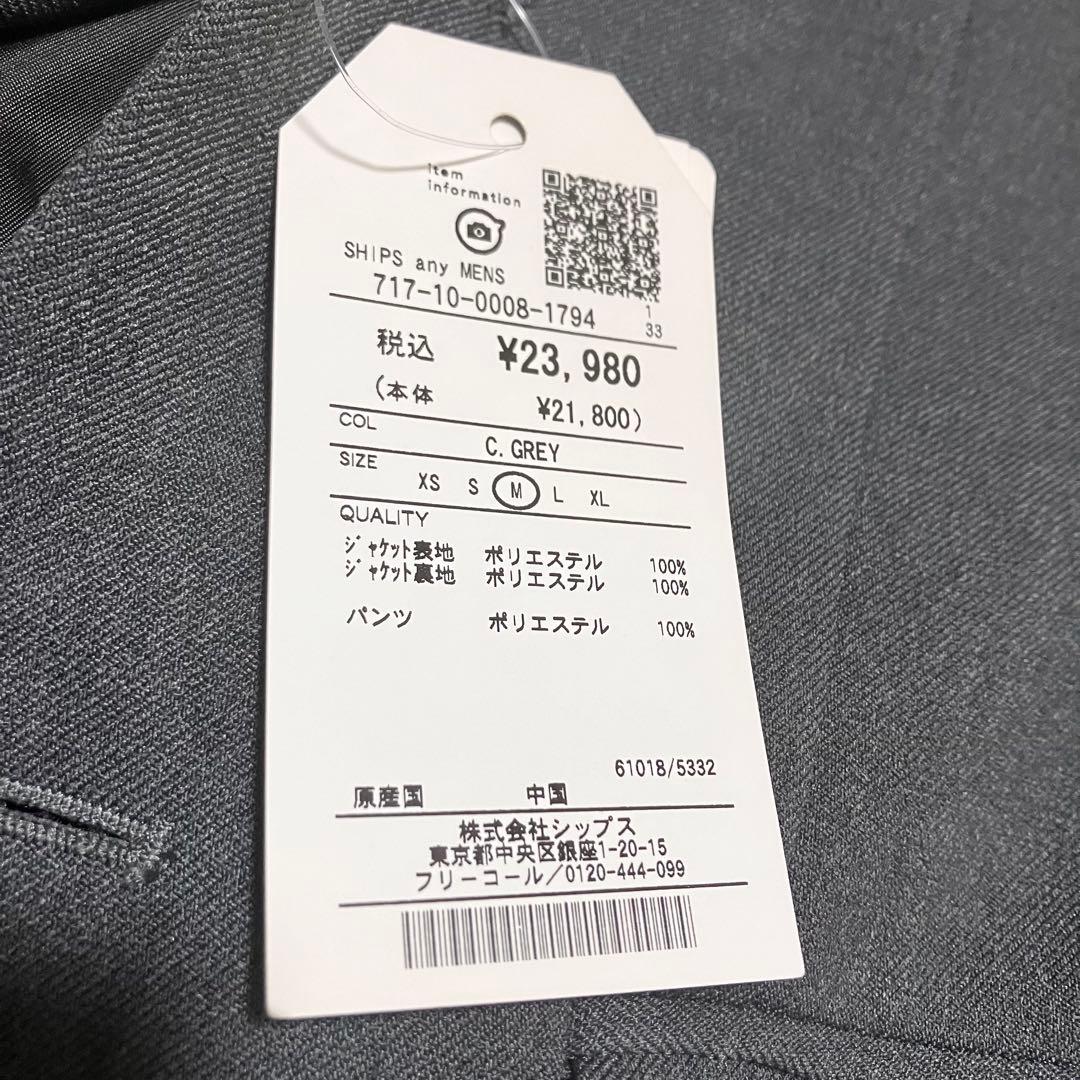 item
information
SHIPS any MENS
717-10-0008-1794
1
33
税込 ¥23,980
(本体 ¥21,800)
COL
C.GREY
SIZE
XS S M L XL
QUALITY
ジャケット表地 ポリエステル 100%
ジャケット裏地 ポリエステル 100%
パンツ ポリエステル 100%
61018/5332
原産国 中国
株式会社シップス
東京都中央区銀座1-20-15
フリーコール/0120-444-099